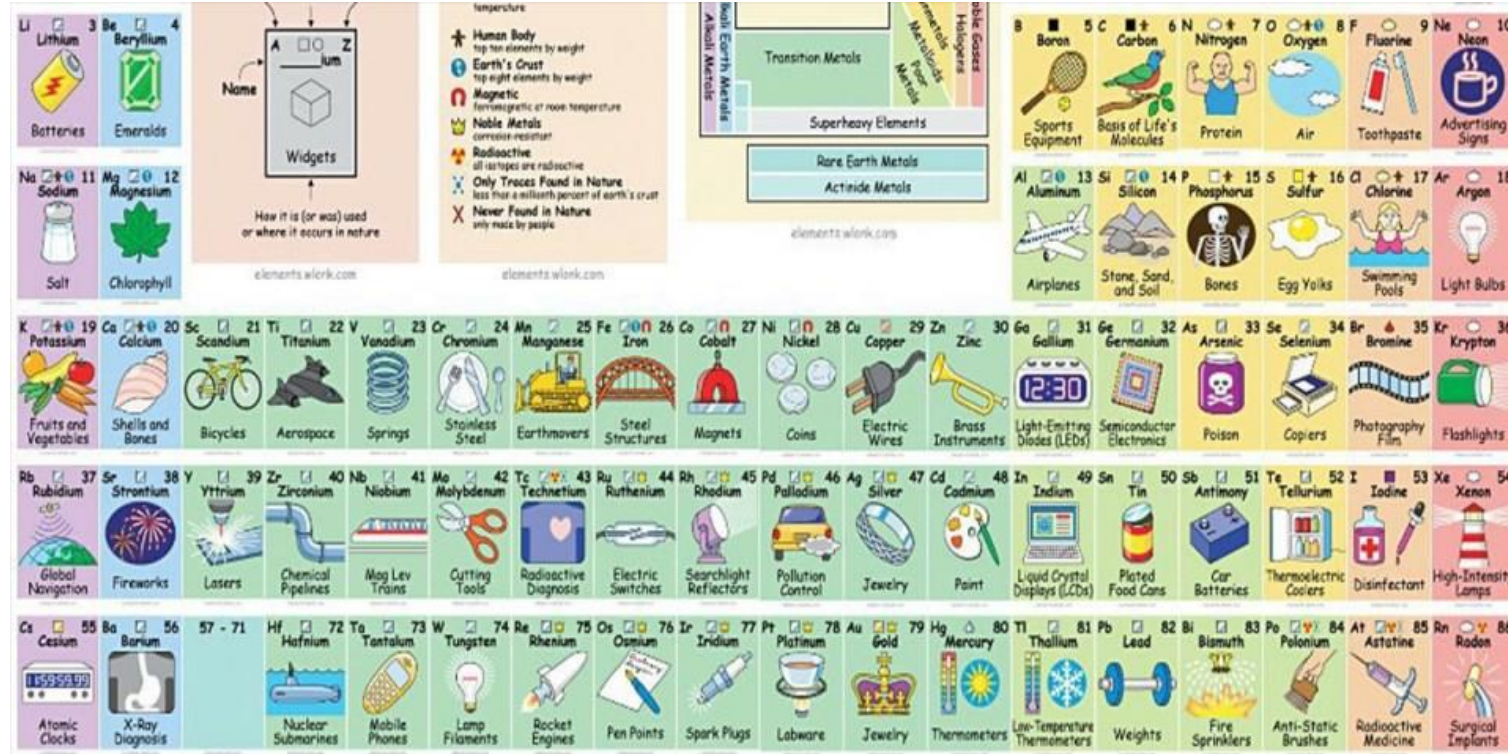 Li 3
Lithium
Batteries
Be 4
Beryllium
Emeralds
A Z
____ium
Name
Widgets
How it is (or was) used
or where it occurs in nature
elements.wlonk.com
temperature
Human Body
top ten elements by weight
Earth's Crust
top eight elements by weight
Magnetic
ferromagnetic at room temperature
Noble Metals
corrosion-resistant
Radioactive
all isotopes are radioactive
Only Traces Found in Nature
less than a millionth percent of earth's crust
Never Found in Nature
only made by people
elements.wlonk.com
Alkali Metals
lkali Earth Metals
Transition Metals
nmetals
Metalloids
Poor
Metals
Halogens
ble Gases
Superheavy Elements
Rare Earth Metals
Actinide Metals
elements.wlonk.com
B 5
Boron
Sports
Equipment
C 6
Carbon
Basis of Life's
Molecules
N 7
Nitrogen
Protein
O 8
Oxygen
Air
F 9
Fluorine
Toothpaste
Ne 10
Neon
Advertising
Signs
Na 11
Sodium
Salt
Mg 12
Magnesium
Chlorophyll
Al 13
Aluminum
Airplanes
Si 14
Silicon
Stone, Sand,
and Soil
P 15
Phosphorus
Bones
S 16
Sulfur
Egg Yolks
Cl 17
Chlorine
Swimming
Pools
Ar 18
Argon
Light Bulbs
K 19
Potassium
Fruits and
Vegetables
Ca 20
Calcium
Shells and
Bones
Sc 21
Scandium
Bicycles
Ti 22
Titanium
Aerospace
V 23
Vanadium
Springs
Cr 24
Chromium
Stainless
Steel
Mn 25
Manganese
Earthmovers
Fe 26
Iron
Steel
Structures
Co 27
Cobalt
Magnets
Ni 28
Nickel
Coins
Cu 29
Copper
Electric
Wires
Zn 30
Zinc
Brass
Instruments
Ga 31
Gallium
12:30
Light-Emitting
Diodes (LEDs)
Ge 32
Germanium
Semiconductor
Electronics
As 33
Arsenic
Poison
Se 34
Selenium
Copiers
Br 35
Bromine
Photography
Film
Kr 36
Krypton
Flashlights
Rb 37
Rubidium
Global
Navigation
Sr 38
Strontium
Fireworks
Y 39
Yttrium
Lasers
Zr 40
Zirconium
Chemical
Pipelines
Nb 41
Niobium
Mag Lev
Trains
Mo 42
Molybdenum
Cutting
Tools
Tc 43
Technetium
Radioactive
Diagnosis
Ru 44
Ruthenium
Electric
Switches
Rh 45
Rhodium
Searchlight
Reflectors
Pd 46
Palladium
Pollution
Control
Ag 47
Silver
Jewelry
Cd 48
Cadmium
Paint
In 49
Indium
Liquid Crystal
Displays (LCDs)
Sn 50
Tin
Plated
Food Cans
Sb 51
Antimony
Car
Batteries
Te 52
Tellurium
Thermoelectric
Coolers
I 53
Iodine
Disinfectant
Xe 54
Xenon
High-Intensit
Lamps
Cs 55
Cesium
11:59:59.99
Atomic
Clocks
Ba 56
Barium
X-Ray
Diagnosis
57 - 71
Hf 72
Hafnium
Nuclear
Submarines
Ta 73
Tantalum
Mobile
Phones
W 74
Tungsten
Lamp
Filaments
Re 75
Rhenium
Rocket
Engines
Os 76
Osmium
Pen Points
Ir 77
Iridium
Spark Plugs
Pt 78
Platinum
Labware
Au 79
Gold
Jewelry
Hg 80
Mercury
Thermometers
Tl 81
Thallium
Low-Temperature
Thermometers
Pb 82
Lead
Weights
Bi 83
Bismuth
Fire
Sprinklers
Po 84
Polonium
Anti-Static
Brushes
At 85
Astatine
Radioactive
Medicine
Rn 86
Radon
Surgical
Implants